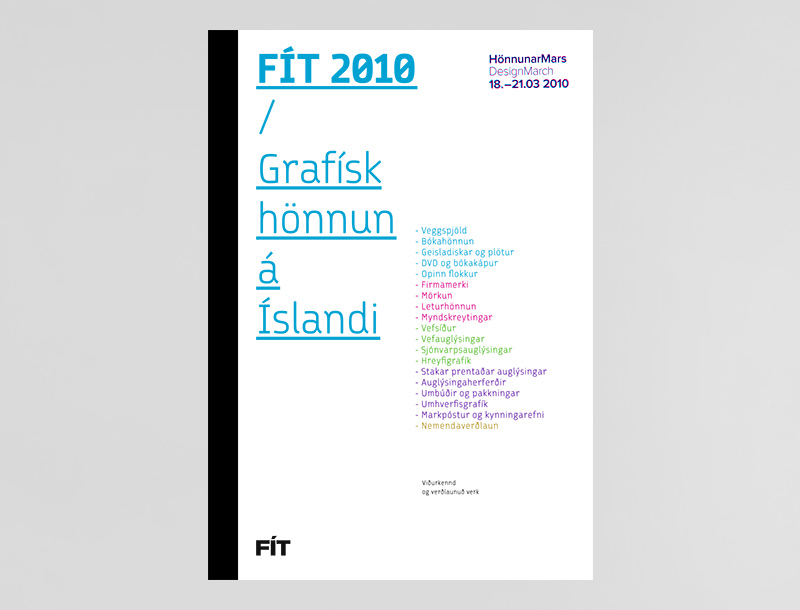 FÍT 2010
/
Grafísk
hönnun
á
Íslandi
HönnunarMars
DesignMarch
18.–21.03 2010
- Veggspjöld
- Bókahönnun
- Geisladiskar og plötur
- DVD og bókakápur
- Opinn flokkur
- Firmamerki
- Mörkun
- Leturhönnun
- Myndskreytingar
- Vefsíður
- Vefauglýsingar
- Sjónvarpsauglýsingar
- Hreyfigrafík
- Stakar prentaðar auglýsingar
- Auglýsingaherferðir
- Umbúðir og pakkningar
- Umhverfisgrafík
- Markpóstur og kynningarefni
- Nemendaverðlaun
Viðurkennd
og verðlaunuð verk
FÍT